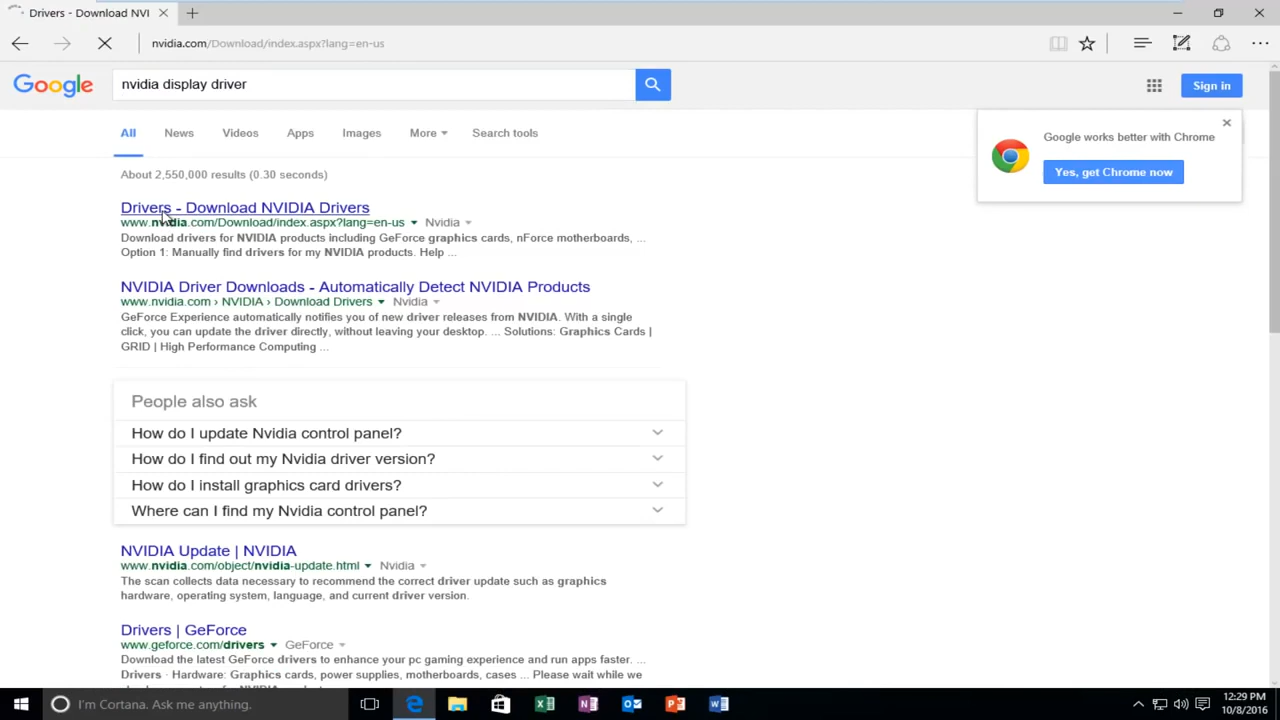 Drivers - Download NVI
nvidia.com/Download/index.aspx?lang=en-us
Google
nvidia display driver
Sign in
All
News
Videos
Apps
Images
More
Search tools
Google works better with Chrome
Yes, get Chrome now
About 2,550,000 results (0.30 seconds)
Drivers - Download NVIDIA Drivers
www.nvidia.com/Download/index.aspx?lang=en-us Nvidia
Download drivers for NVIDIA products including GeForce graphics cards, nForce motherboards, ...
Option 1: Manually find drivers for my NVIDIA products. Help ...
NVIDIA Driver Downloads - Automatically Detect NVIDIA Products
www.nvidia.com › NVIDIA › Download Drivers Nvidia
GeForce Experience automatically notifies you of new driver releases from NVIDIA. With a single
click, you can update the driver directly, without leaving your desktop. ... Solutions: Graphics Cards |
GRID | High Performance Computing ...
People also ask
How do I update Nvidia control panel?
How do I find out my Nvidia driver version?
How do I install graphics card drivers?
Where can I find my Nvidia control panel?
NVIDIA Update | NVIDIA
www.nvidia.com/object/nvidia-update.html Nvidia
The scan collects data necessary to recommend the correct driver update such as graphics
hardware, operating system, language, and current driver version.
Drivers | GeForce
www.geforce.com/drivers GeForce
Download the latest GeForce drivers to enhance your pc gaming experience and run apps faster. ...
Drivers · Hardware: Graphics cards, power supplies, motherboards, cases ... Please wait while we
I'm Cortana. Ask me anything.
12:29 PM
10/8/2016